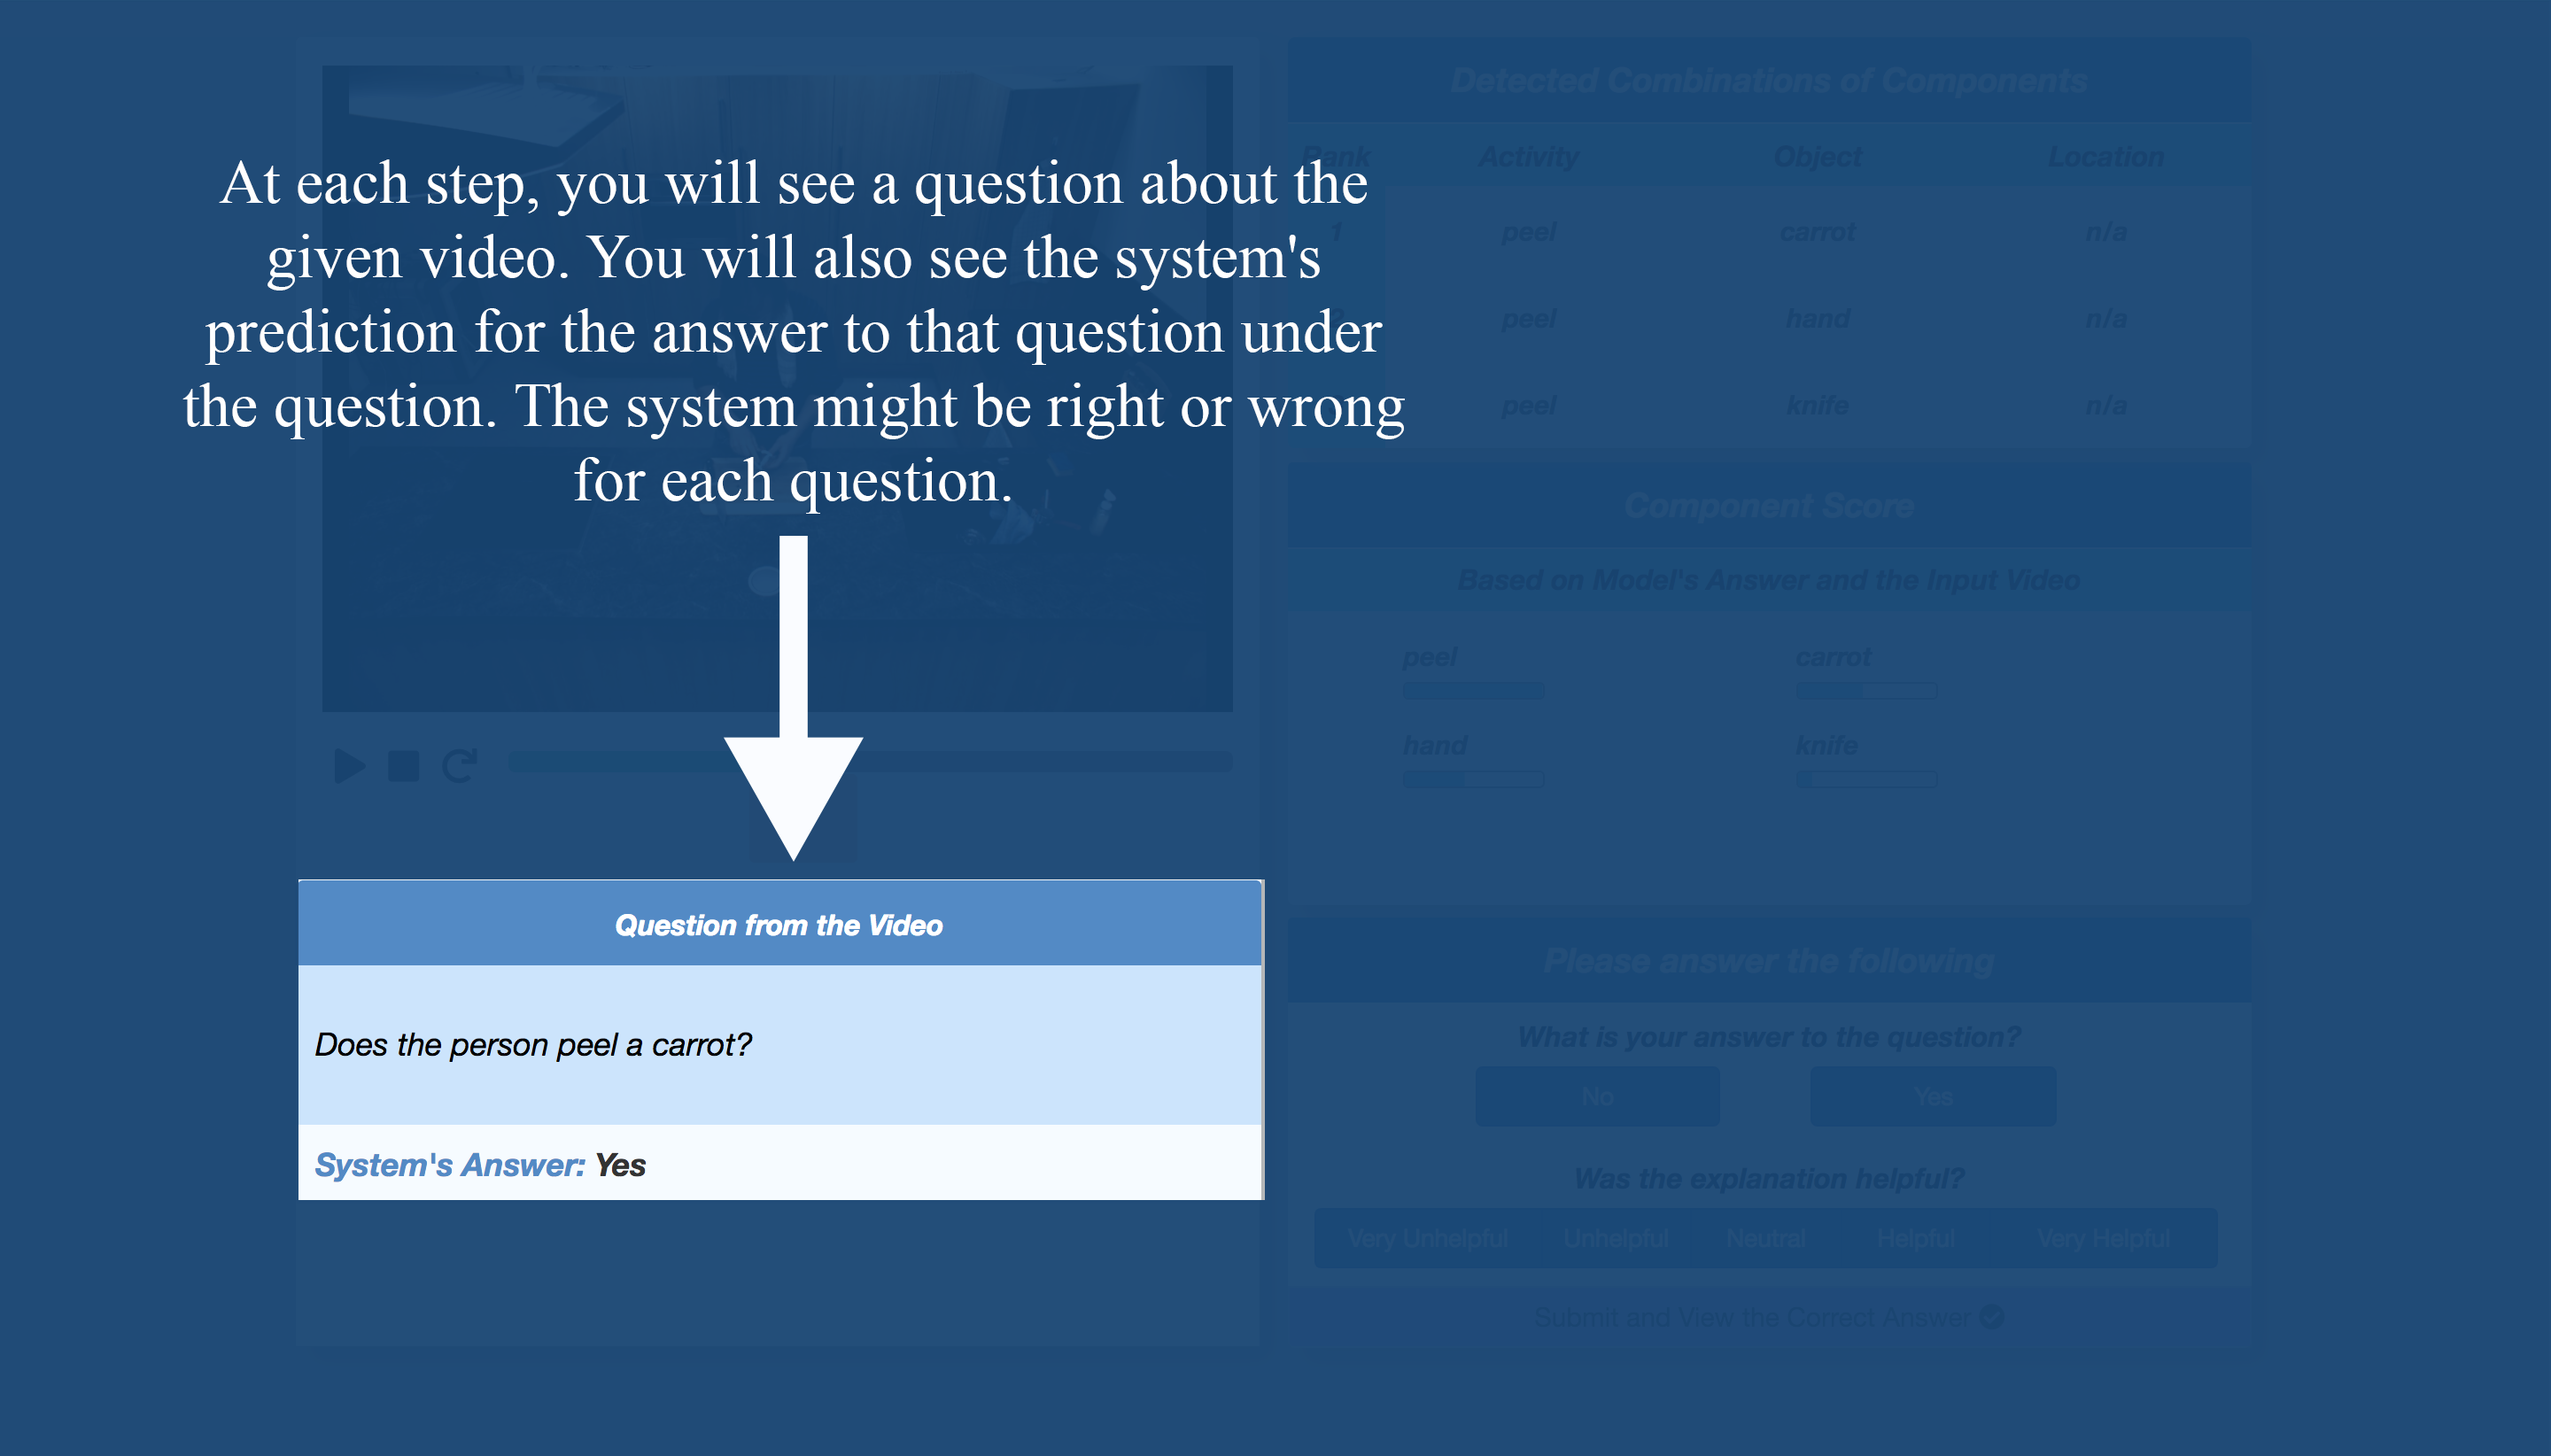 At each step, you will see a question about the
given video. You will also see the system's
prediction for the answer to that question under
the question. The system might be right or wrong
for each question.
Question from the Video
Does the person peel a carrot?
System's Answer: Yes
Detected Combinations of Components
Rank Activity Object Location
1 peel carrot n/a
2 peel hand n/a
peel knife n/a
Component Score
Based on Model's Answer and the Input Video
peel carrot
hand knife
Please answer the following
What is your answer to the question?
No Yes
Was the explanation helpful?
Very Unhelpful Unhelpful Neutral Helpful Very Helpful
Submit and View the Correct Answer